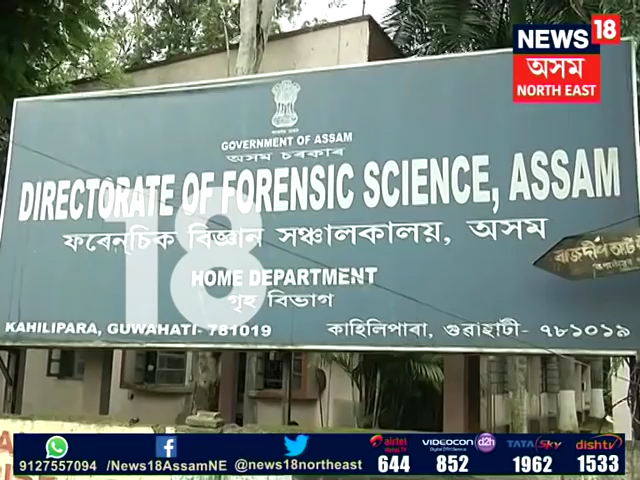 NEWS 18
অসম
NORTH EAST
GOVERNMENT OF ASSAM
অসম চৰকাৰ
DIRECTORATE OF FORENSIC SCIENCE, ASSAM
ফৰেন্‌চিক বিজ্ঞান সঞ্চালকালয়, অসম
18
HOME DEPARTMENT
গৃহ বিভাগ
KAHILIPARA, GUWAHATI- 781019
কাহিলিপাৰা, গুৱাহাটী- ৭৮১০১৯
9127557094 /News18AssamNE @news18northeast
airtel 644 VIDEOCON d2h 852 TATA Sky 1962 dishtv 1533